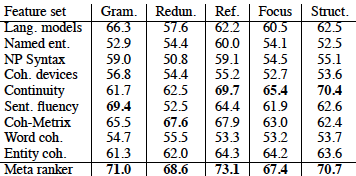 Feature set Gram. Redun. Ref. Focus Struct.
Lang. models 66.3 57.6 62.2 60.5 62.5
Named ent. 52.9 54.4 60.0 54.1 52.5
NP Syntax 59.0 50.8 59.1 54.5 55.1
Coh. devices 56.8 54.4 55.2 52.7 53.6
Continuity 61.7 62.5 69.7 65.4 70.4
Sent. fluency 69.4 52.5 64.4 61.9 62.6
Coh-Metrix 65.5 67.6 67.9 63.0 62.4
Word coh. 54.7 55.5 53.3 53.2 53.7
Entity coh. 61.3 62.0 64.3 64.2 63.6
Meta ranker 71.0 68.6 73.1 67.4 70.7